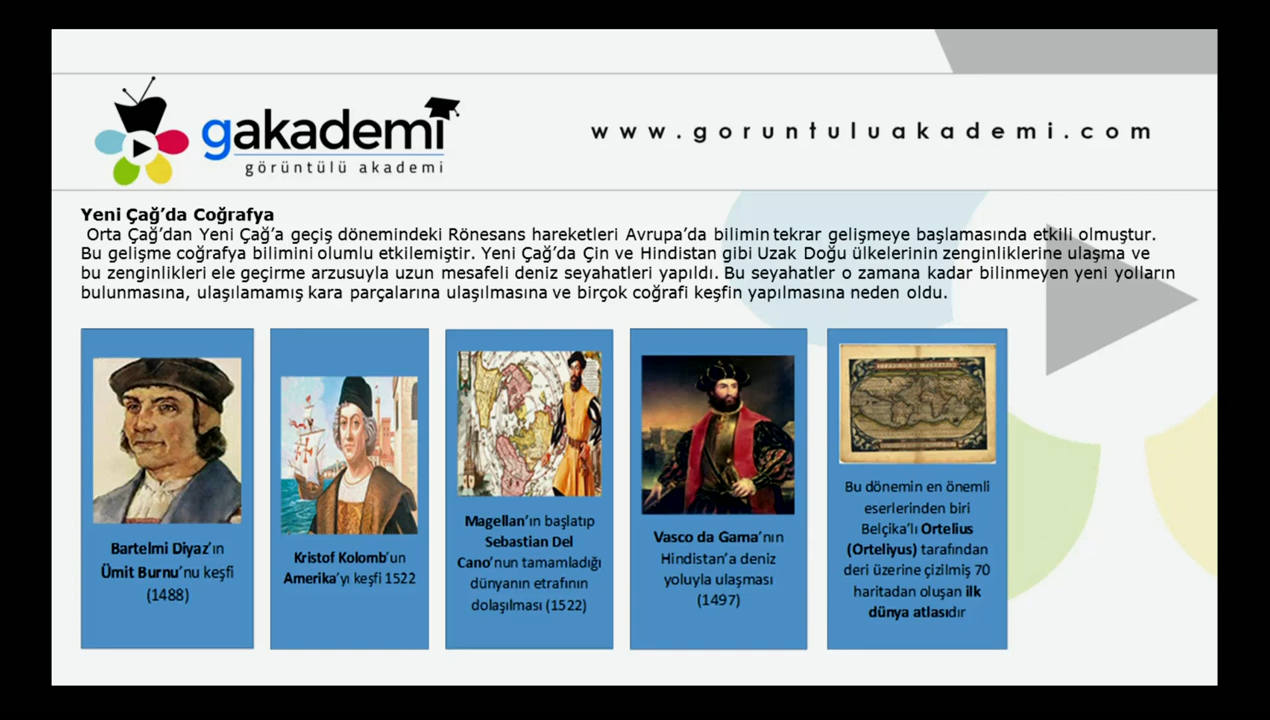 gakademi
görüntülü akademi
www.goruntuluakademi.com
Yeni Çağ’da Coğrafya
Orta Çağ’dan Yeni Çağ’a geçiş dönemindeki Rönesans hareketleri Avrupa’da bilimin tekrar gelişmeye başlamasında etkili olmuştur.
Bu gelişme coğrafya bilimini olumlu etkilemiştir. Yeni Çağ’da Çin ve Hindistan gibi Uzak Doğu ülkelerinin zenginliklerine ulaşma ve
bu zenginlikleri ele geçirme arzusuyla uzun mesafeli deniz seyahatleri yapıldı. Bu seyahatler o zamana kadar bilinmeyen yeni yolların
bulunmasına, ulaşılamamış kara parçalarına ulaşılmasına ve birçok coğrafi keşfin yapılmasına neden oldu.
Bartelmi Diyaz’ın
Ümit Burnu’nu keşfi
(1488)
Kristof Kolomb’un
Amerika’yı keşfi 1522
Magellan’ın başlatıp
Sebastian Del
Cano’nun tamamladığı
dünyanın etrafının
dolaşılması (1522)
Vasco da Gama’nın
Hindistan’a deniz
yoluyla ulaşması
(1497)
Bu dönemin en önemli
eserlerinden biri
Belçika’lı Ortelius
(Orteliyus) tarafından
deri üzerine çizilmiş 70
haritadan oluşan ilk
dünya atlasıdır